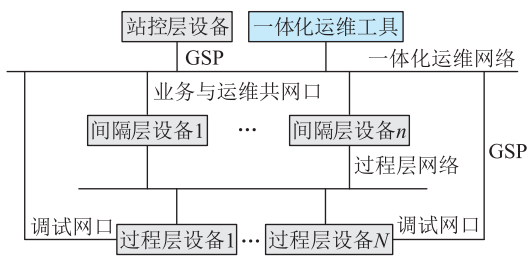 站控层设备
一体化运维工具
GSP
一体化运维网络
业务与运维共网口
间隔层设备1
···
间隔层设备n
GSP
过程层网络
调试网口
过程层设备1
···
过程层设备N
调试网口